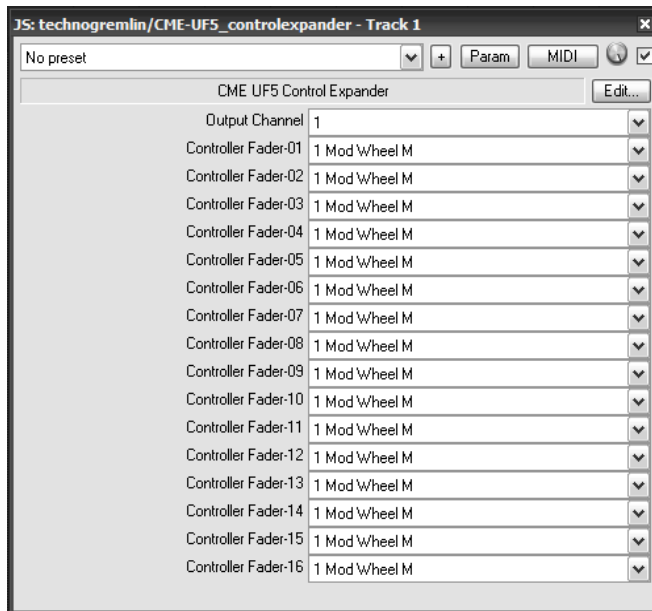 JS: technogremlin/CME-UF5_controlexpander - Track 1
No preset + Param MIDI
CME UF5 Control Expander Edit...
Output Channel 1
Controller Fader-01 1 Mod Wheel M
Controller Fader-02 1 Mod Wheel M
Controller Fader-03 1 Mod Wheel M
Controller Fader-04 1 Mod Wheel M
Controller Fader-05 1 Mod Wheel M
Controller Fader-06 1 Mod Wheel M
Controller Fader-07 1 Mod Wheel M
Controller Fader-08 1 Mod Wheel M
Controller Fader-09 1 Mod Wheel M
Controller Fader-10 1 Mod Wheel M
Controller Fader-11 1 Mod Wheel M
Controller Fader-12 1 Mod Wheel M
Controller Fader-13 1 Mod Wheel M
Controller Fader-14 1 Mod Wheel M
Controller Fader-15 1 Mod Wheel M
Controller Fader-16 1 Mod Wheel M